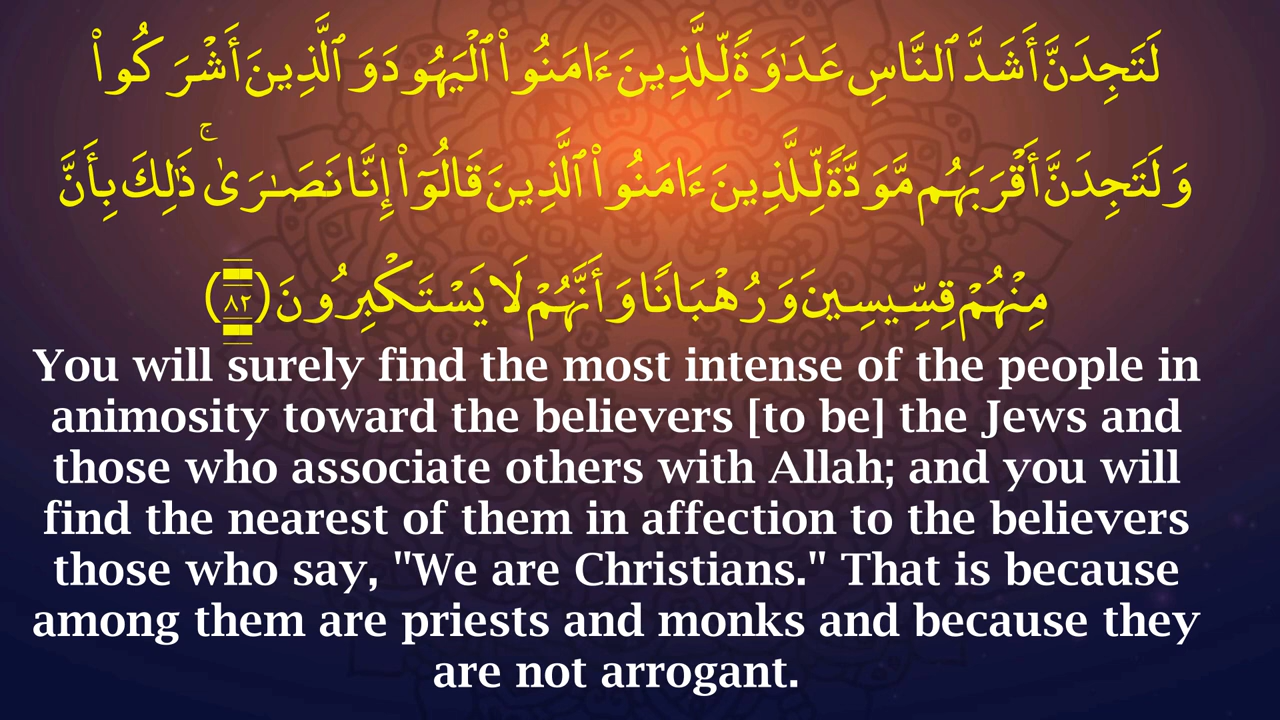 لَتَجِدَنَّ أَشَدَّ ٱلنَّاسِ عَدَٰوَةً لِّلَّذِينَ ءَامَنُوا۟ ٱلْيَهُودَ وَٱلَّذِينَ أَشْرَكُوا۟
وَلَتَجِدَنَّ أَقْرَبَهُم مَّوَدَّةً لِّلَّذِينَ ءَامَنُوا۟ ٱلَّذِينَ قَالُوٓا۟ إِنَّا نَصَـٰرَىٰ ۚ ذَٰلِكَ بِأَنَّ
مِنْهُمْ قِسِّيسِينَ وَرُهْبَانًا وَأَنَّهُمْ لَا يَسْتَكْبِرُونَ (٨٢)
You will surely find the most intense of the people in
animosity toward the believers [to be] the Jews and
those who associate others with Allah; and you will
find the nearest of them in affection to the believers
those who say, "We are Christians." That is because
among them are priests and monks and because they
are not arrogant.